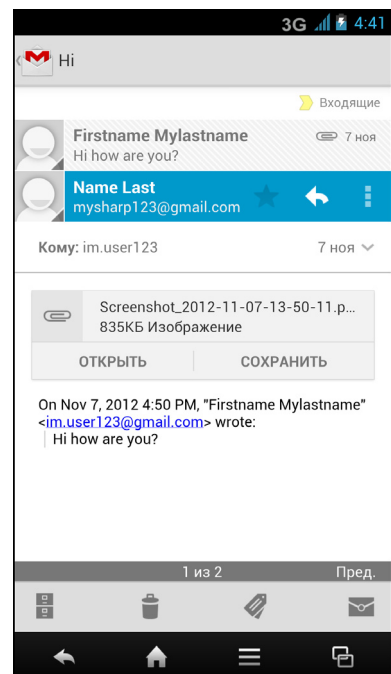 3G 4:41
Hi
Входящие
Firstname Mylastname 7 ноя
Hi how are you?
Name Last
mysharp123@gmail.com
Кому: im.user123 7 ноя
Screenshot_2012-11-07-13-50-11.p...
835КБ Изображение
ОТКРЫТЬ СОХРАНИТЬ
On Nov 7, 2012 4:50 PM, "Firstname Mylastname"
<im.user123@gmail.com> wrote:
Hi how are you?
1 из 2 Пред.